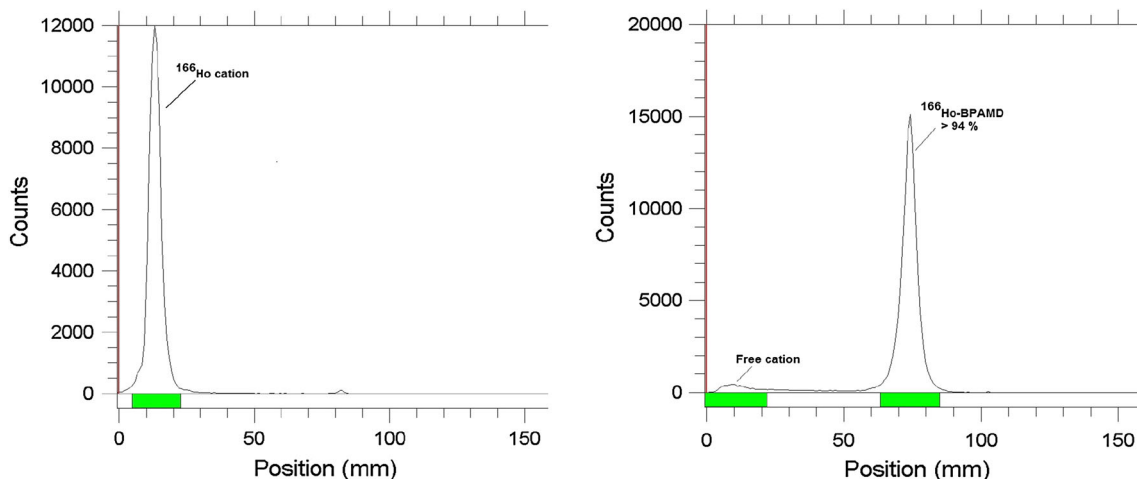 12000
10000
8000
6000
4000
2000
0
Counts
166Ho cation
0
50
100
150
Position (mm)
20000
15000
10000
5000
0
Counts
166Ho-BPAMD
> 94 %
Free cation
0
50
100
150
Position (mm)